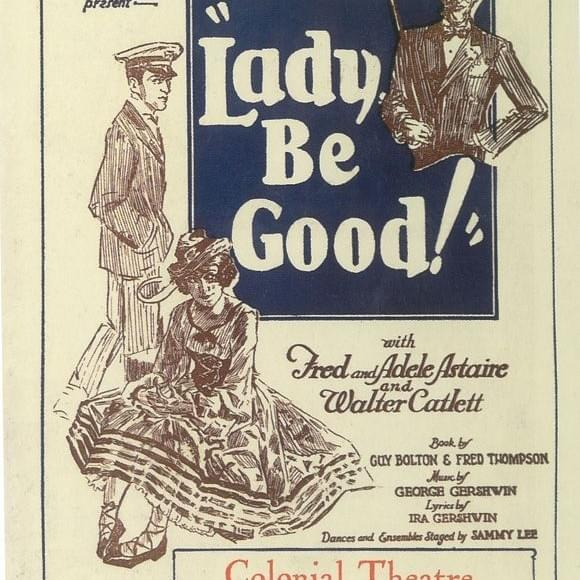 present
"Lady,
Be
Good!"
with
Fred and Adele Astaire
and
Walter Catlett
Book by
GUY BOLTON & FRED THOMPSON
Music by
GEORGE GERSHWIN
Lyrics by
IRA GERSHWIN
Dances and Ensembles Staged by SAMMY LEE
Colonial Theatre